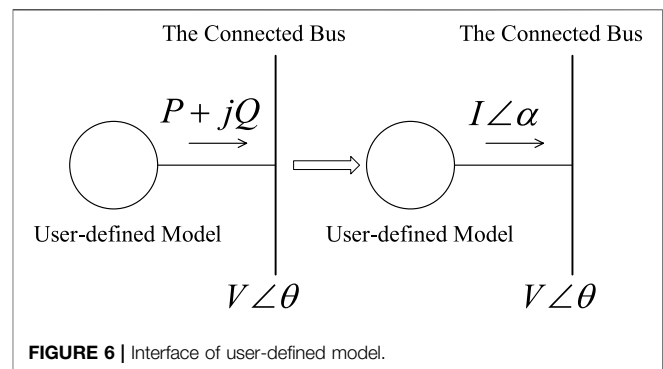 The Connected Bus
The Connected Bus
P + jQ
I∠α
User-defined Model
User-defined Model
V∠θ
V∠θ
FIGURE 6 | Interface of user-defined model.